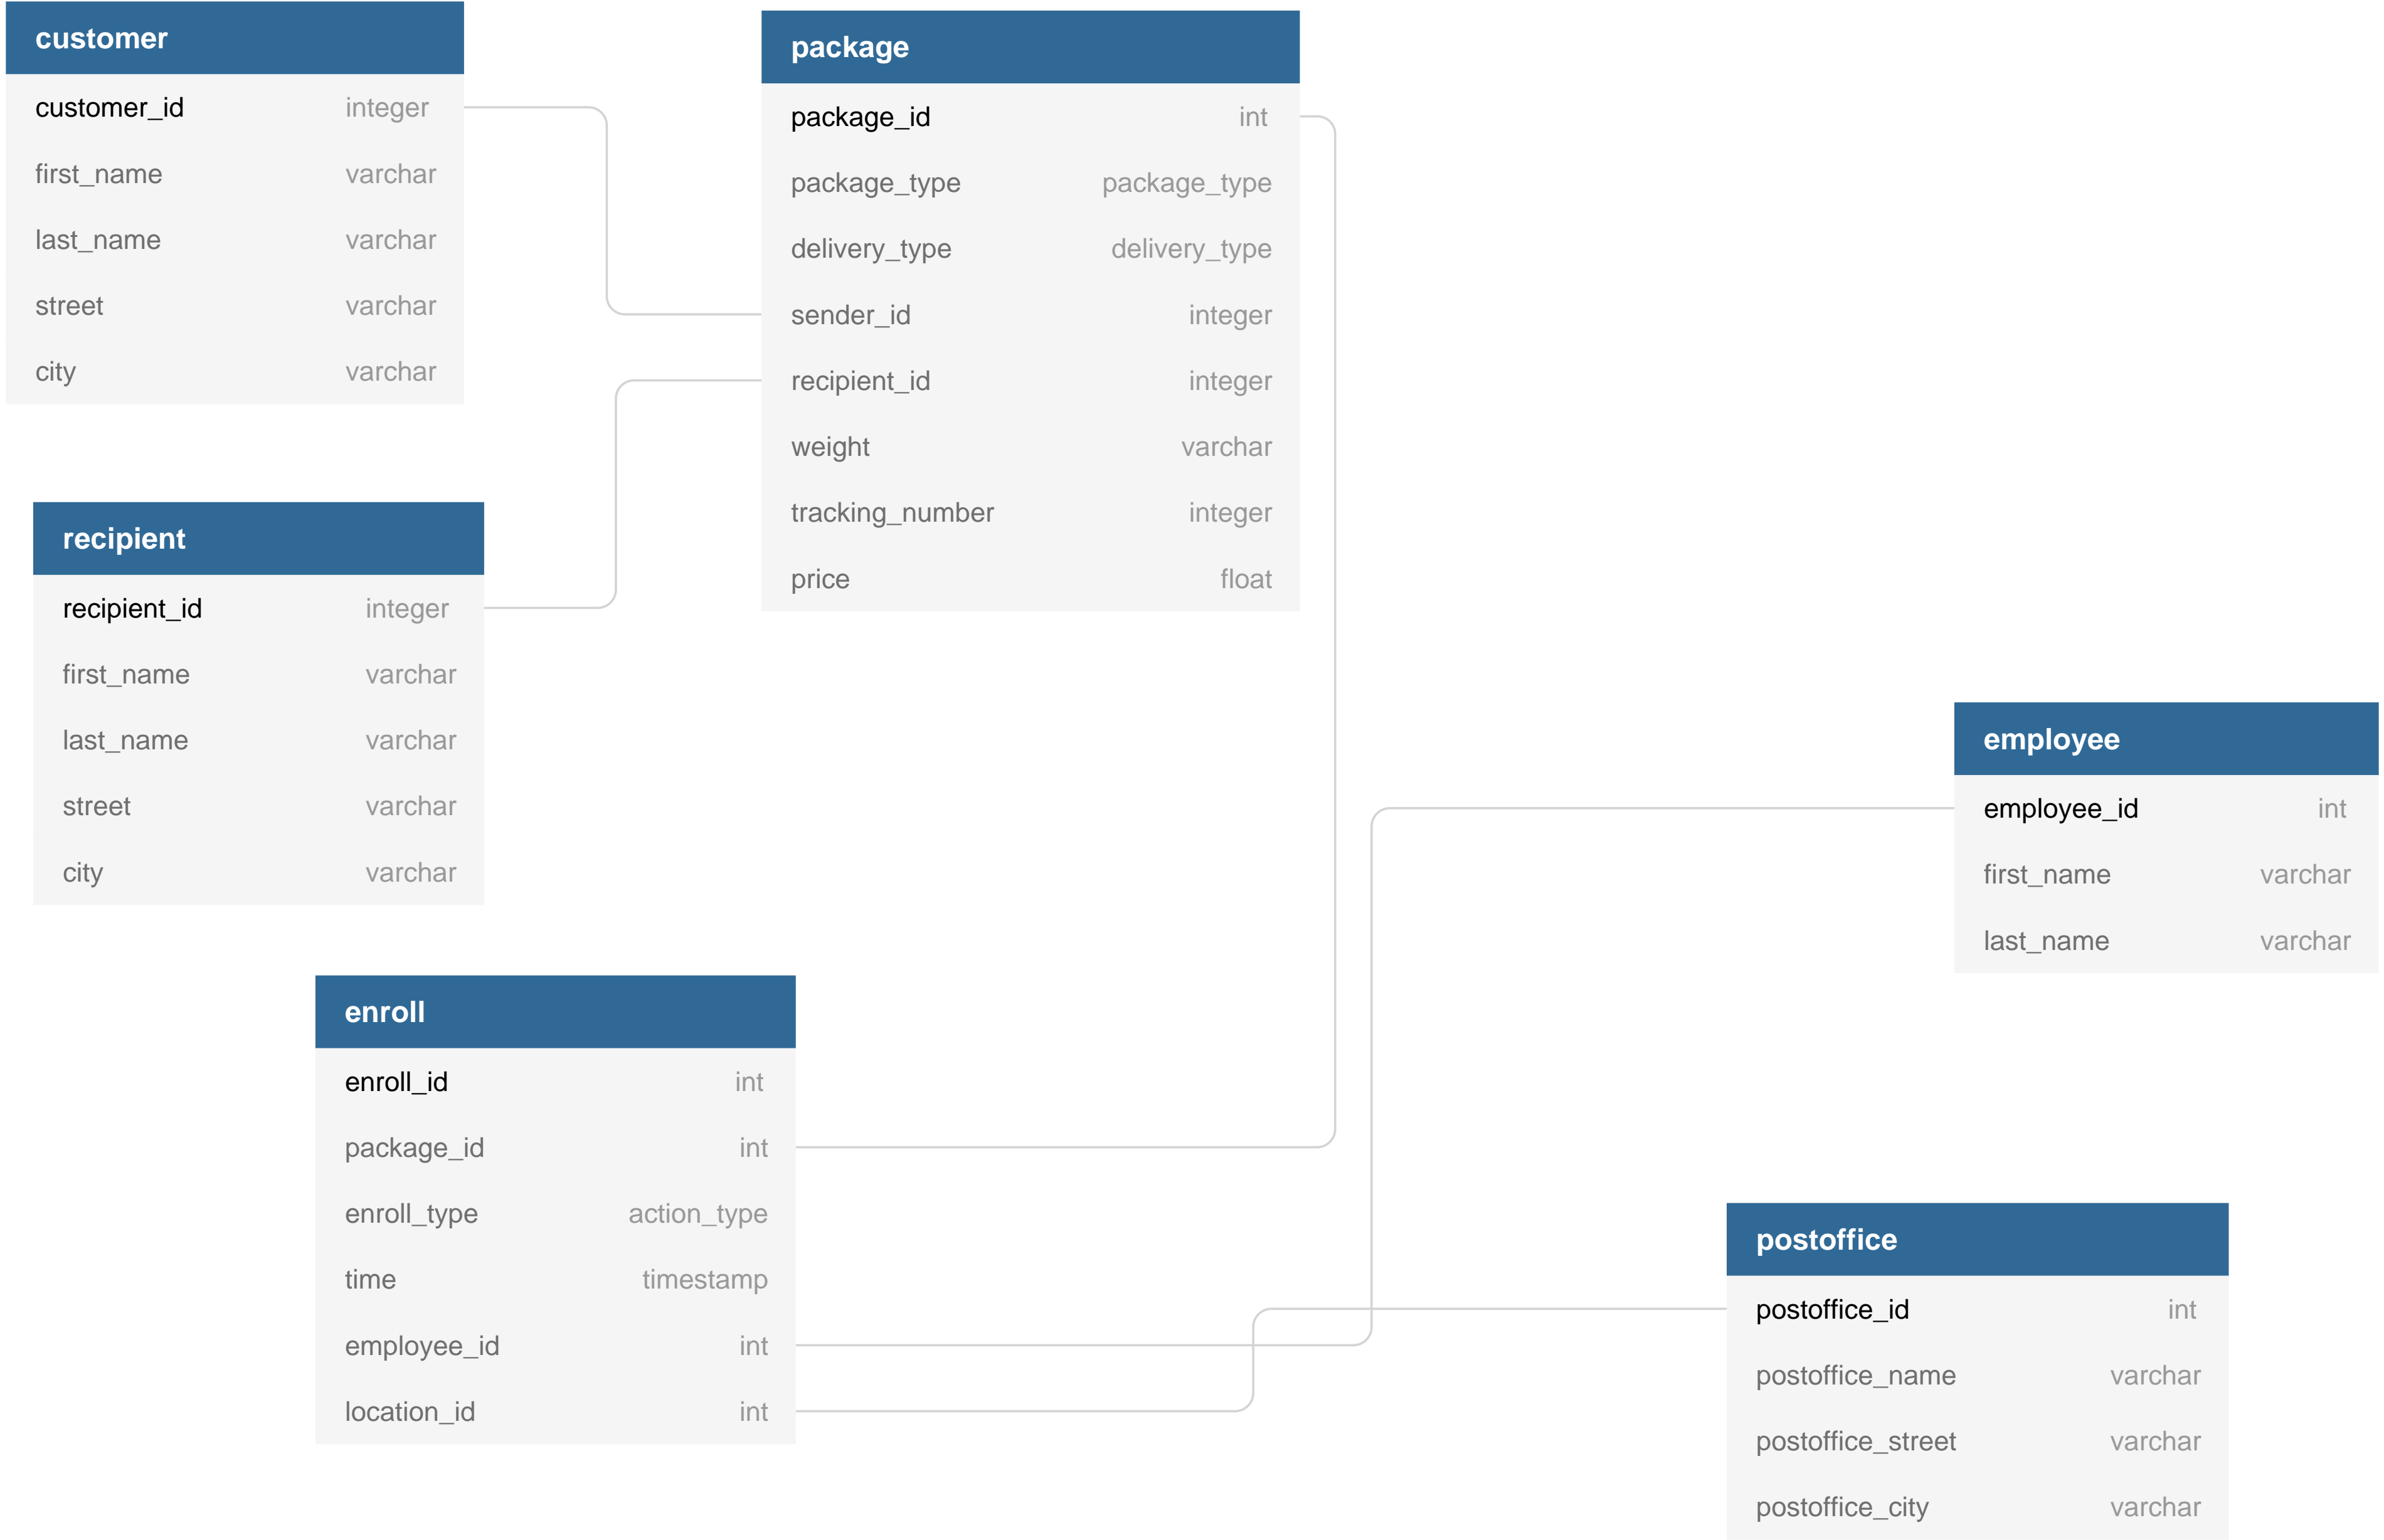 customer
customer_id integer
first_name varchar
last_name varchar
street varchar
city varchar
package
package_id int
package_type package_type
delivery_type delivery_type
sender_id integer
recipient_id integer
weight varchar
tracking_number integer
price float
recipient
recipient_id integer
first_name varchar
last_name varchar
street varchar
city varchar
employee
employee_id int
first_name varchar
last_name varchar
enroll
enroll_id int
package_id int
enroll_type action_type
time timestamp
employee_id int
location_id int
postoffice
postoffice_id int
postoffice_name varchar
postoffice_street varchar
postoffice_city varchar